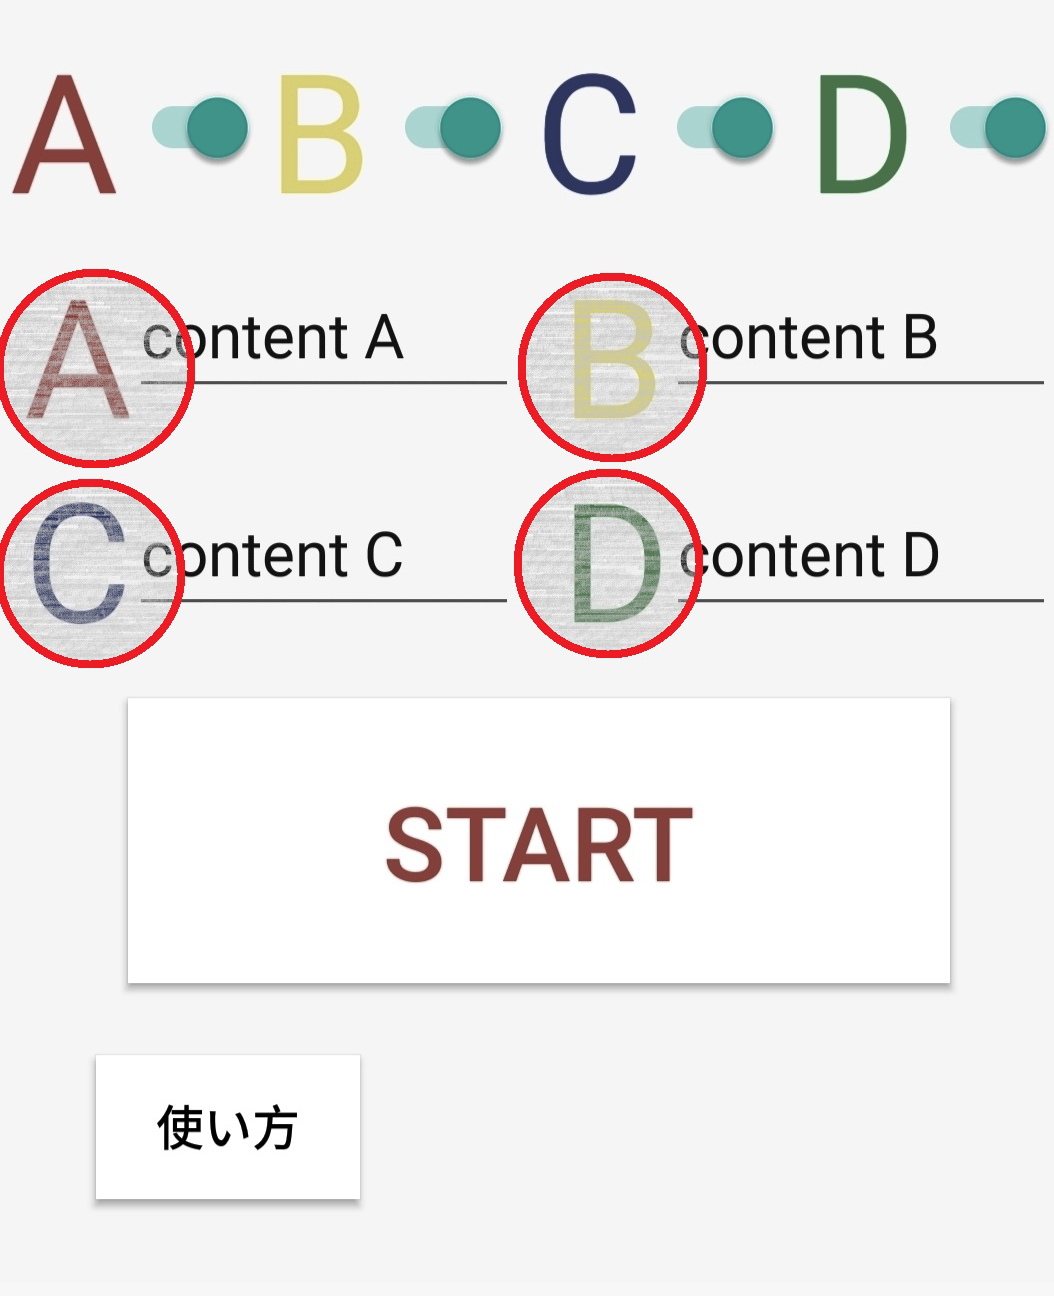 A B C D
A content A B content B
C content C D content D
START
使い方